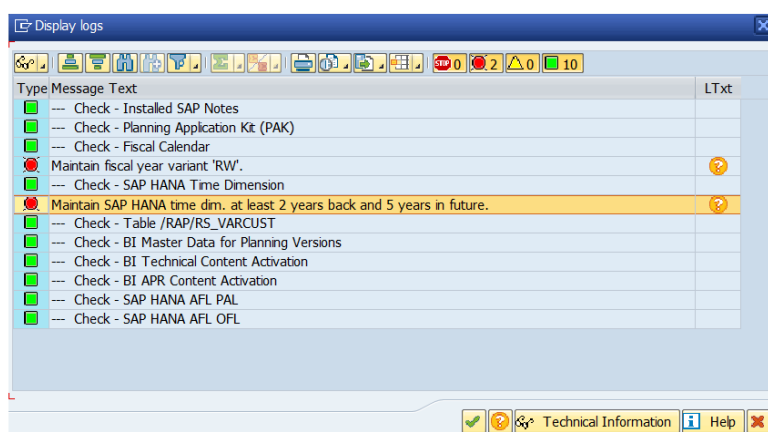 Display logs
STOP 0 2 0 10
Type Message Text LTxt
--- Check - Installed SAP Notes
--- Check - Planning Application Kit (PAK)
--- Check - Fiscal Calendar
Maintain fiscal year variant 'RW'.
--- Check - SAP HANA Time Dimension
Maintain SAP HANA time dim. at least 2 years back and 5 years in future.
--- Check - Table /RAP/RS_VARCUST
--- Check - BI Master Data for Planning Versions
--- Check - BI Technical Content Activation
--- Check - BI APR Content Activation
--- Check - SAP HANA AFL PAL
--- Check - SAP HANA AFL OFL
Technical Information Help